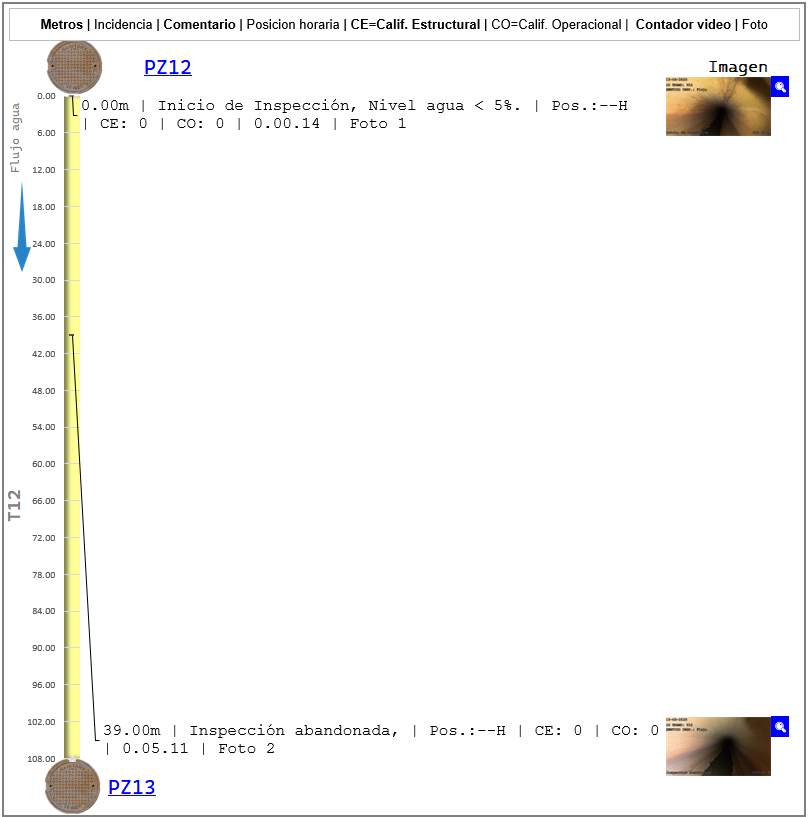 Metros | Incidencia | Comentario | Posicion horaria | CE=Calif. Estructural | CO=Calif. Operacional | Contador video | Foto
PZ12
Imagen
0.00m | Inicio de Inspección, Nivel agua < 5%. | Pos.:--H
| CE: 0 | CO: 0 | 0.00.14 | Foto 1
Flujo agua
0.00
6.00
12.00
18.00
24.00
30.00
36.00
42.00
48.00
54.00
60.00
66.00
72.00
78.00
84.00
90.00
96.00
102.00
108.00
T12
39.00m | Inspección abandonada, | Pos.:--H | CE: 0 | CO: 0
| 0.05.11 | Foto 2
PZ13